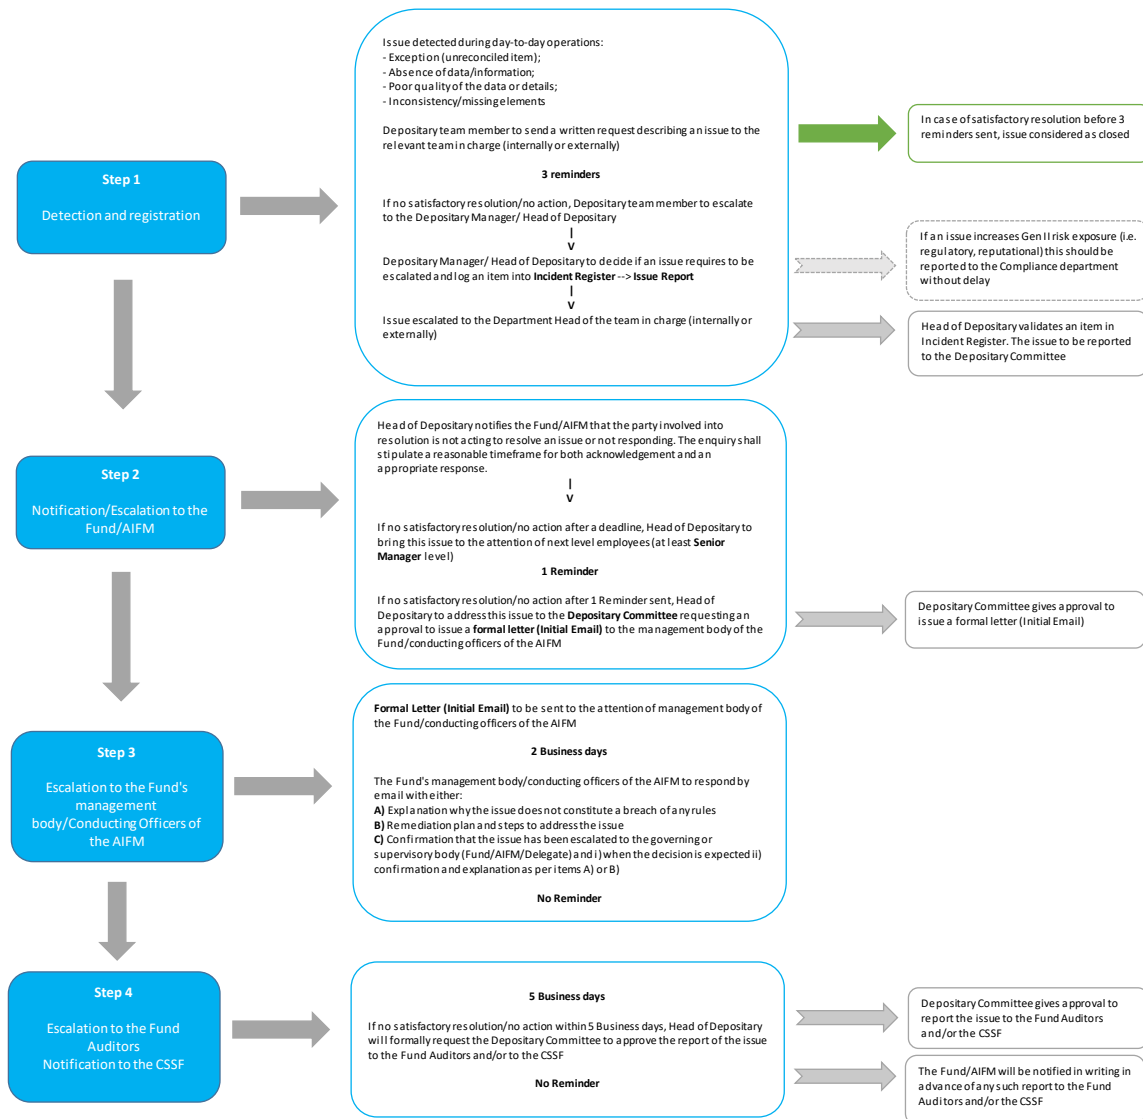 Step 1
Detection and registration
Issue detected during day-to-day operations:
- Exception (unreconciled item);
- Absence of data/information;
- Poor quality of the data or details;
- Inconsistency/missing elements
Depositary team member to send a written request describing an issue to the
relevant team in charge (internally or externally)
3 reminders
If no satisfactory resolution/no action, Depositary team member to escalate
to the Depositary Manager/ Head of Depositary
|
V
Depositary Manager/ Head of Depositary to decide if an issue requires to be
escalated and log an item into Incident Register --> Issue Report
|
V
Issue escalated to the Department Head of the team in charge (internally or
externally)
In case of satisfactory resolution before 3
reminders sent, issue considered as closed
If an issue increases Gen II risk exposure (i.e.
regulatory, reputational) this should be
reported to the Compliance department
without delay
Head of Depositary validates an item in
Incident Register. The issue to be reported
to the Depositary Committee
Step 2
Notification/Escalation to the
Fund/AIFM
Head of Depositary notifies the Fund/AIFM that the party involved into
resolution is not acting to resolve an issue or not responding. The enquiry shall
stipulate a reasonable timeframe for both acknowledgement and an
appropriate response.
|
V
If no satisfactory resolution/no action after a deadline, Head of Depositary to
bring this issue to the attention of next level employees (at least Senior
Manager level)
1 Reminder
If no satisfactory resolution/no action after 1 Reminder sent, Head of
Depositary to address this issue to the Depositary Committee requesting an
approval to issue a formal letter (Initial Email) to the management body of the
Fund/conducting officers of the AIFM
Depositary Committee gives approval to
issue a formal letter (Initial Email)
Step 3
Escalation to the Fund's
management
body/Conducting Officers of
the AIFM
Formal Letter (Initial Email) to be sent to the attention of management body of
the Fund/conducting officers of the AIFM
2 Business days
The Fund's management body/conducting officers of the AIFM to respond by
email with either:
A) Explanation why the issue does not constitute a breach of any rules
B) Remediation plan and steps to address the issue
C) Confirmation that the issue has been escalated to the governing or
supervisory body (Fund/AIFM/Delegate) and i) when the decision is expected ii)
confirmation and explanation as per items A) or B)
No Reminder
Step 4
Escalation to the Fund
Auditors
Notification to the CSSF
5 Business days
If no satisfactory resolution/no action within 5 Business days, Head of Depositary
will formally request the Depositary Committee to approve the report of the issue
to the Fund Auditors and/or to the CSSF
No Reminder
Depositary Committee gives approval to
report the issue to the Fund Auditors
and/or the CSSF
The Fund/AIFM will be notified in writing in
advance of any such report to the Fund
Auditors and/or the CSSF